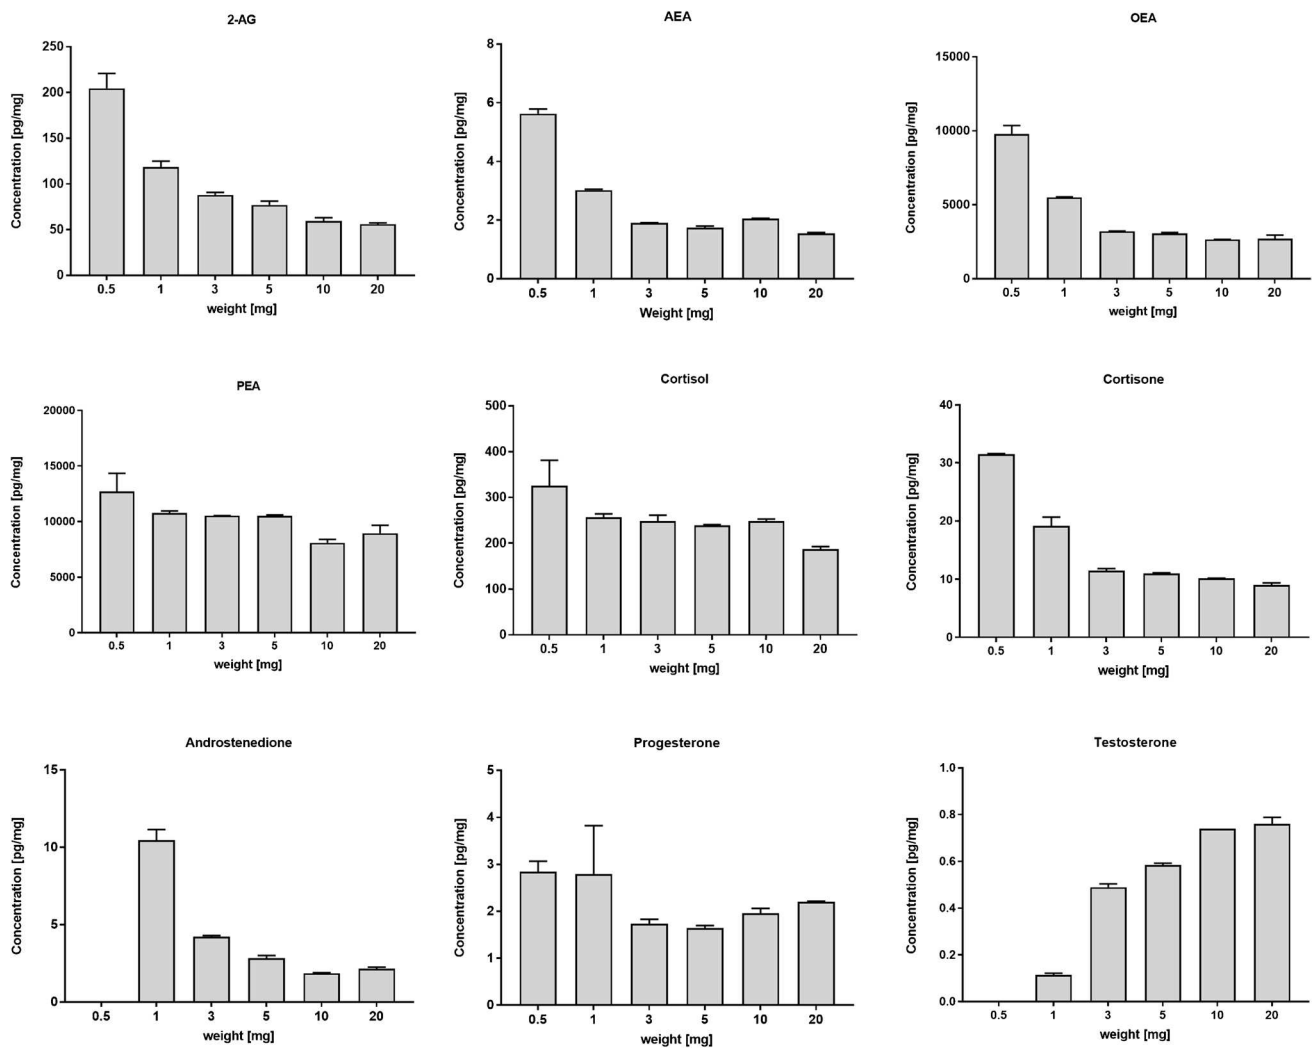 2-AG
Concentration [pg/mg]
250
200
150
100
50
0
0.5 1 3 5 10 20
weight [mg]
AEA
Concentration [pg/mg]
8
6
4
2
0
0.5 1 3 5 10 20
Weight [mg]
OEA
Concentration [pg/mg]
15000
10000
5000
0
0.5 1 3 5 10 20
weight [mg]
PEA
Concentration [pg/mg]
20000
15000
10000
5000
0
0.5 1 3 5 10 20
weight [mg]
Cortisol
Concentration [pg/mg]
500
400
300
200
100
0
0.5 1 3 5 10 20
weight [mg]
Cortisone
Concentration [pg/mg]
40
30
20
10
0
0.5 1 3 5 10 20
weight [mg]
Androstenedione
Concentration [pg/mg]
15
10
5
0
0.5 1 3 5 10 20
weight [mg]
Progesterone
Concentration [pg/mg]
5
4
3
2
1
0
0.5 1 3 5 10 20
weight [mg]
Testosterone
Concentration [pg/mg]
1.0
0.8
0.6
0.4
0.2
0.0
0.5 1 3 5 10 20
weight [mg]